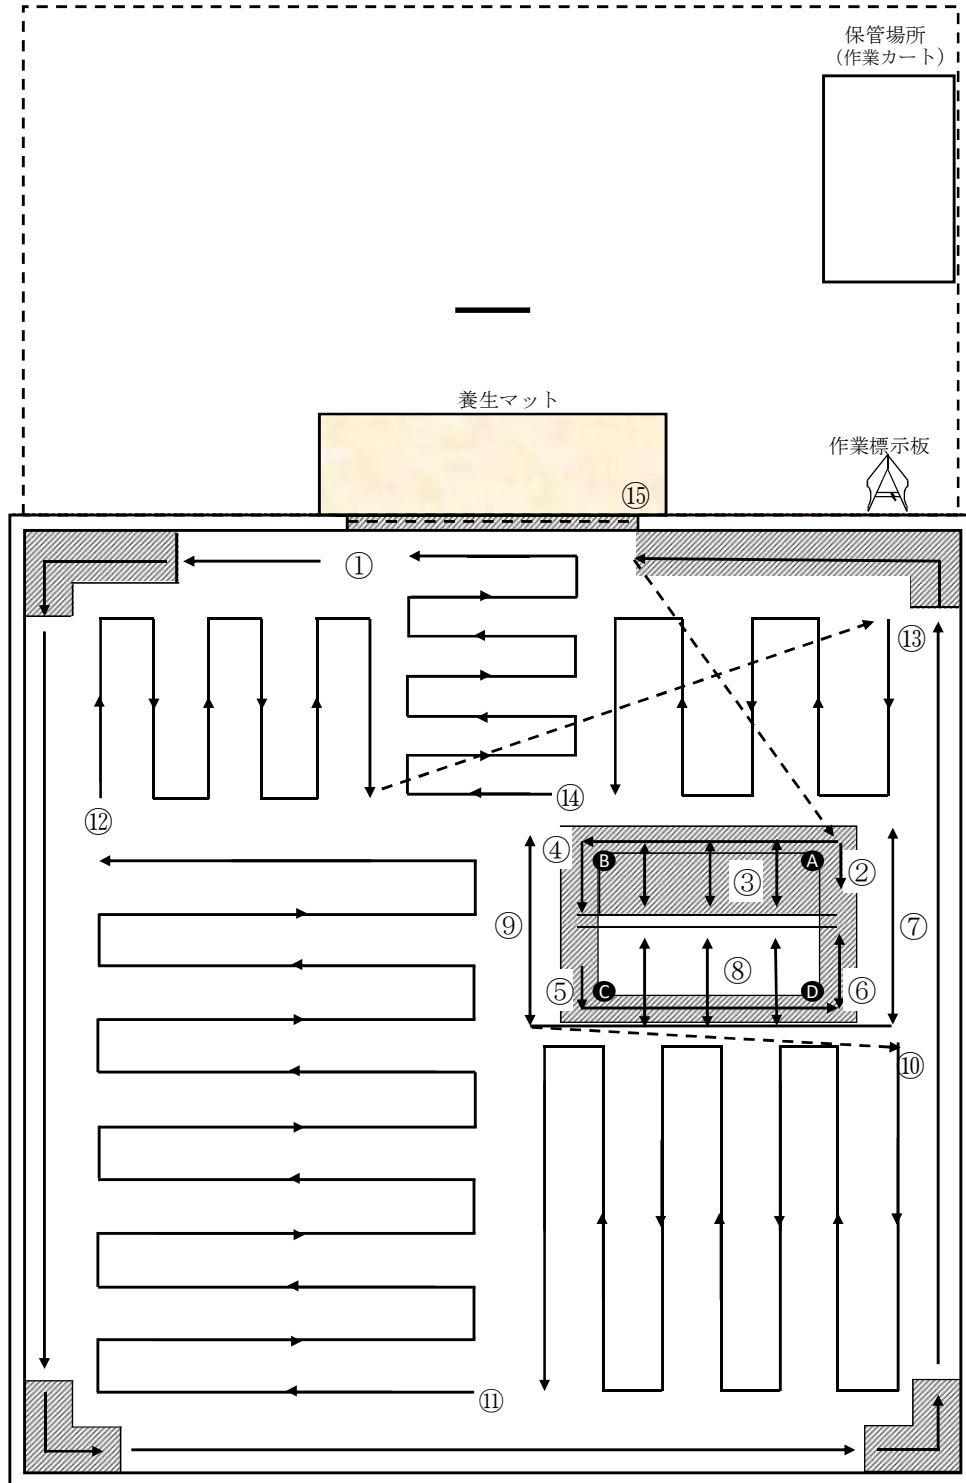 保管場所
（作業カート）
養生マット
作業標示板
⑮
①
⑬
⑭
⑫
④
B
A
②
③
⑨
⑦
⑧
⑤
C
D
⑥
⑩
⑪